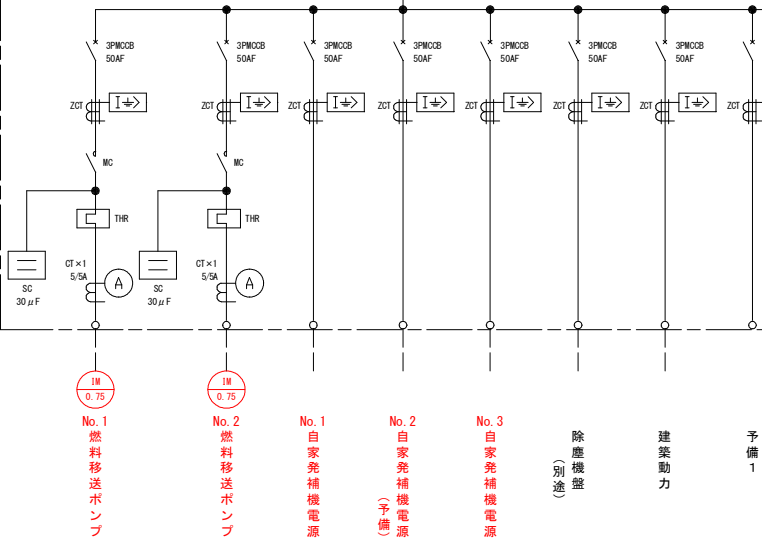 3PMCCB
50AF
3PMCCB
50AF
3PMCCB
50AF
3PMCCB
50AF
3PMCCB
50AF
3PMCCB
50AF
3PMCCB
50AF
ZCT
I
ZCT
I
ZCT
I
ZCT
I
ZCT
I
ZCT
I
ZCT
I
ZCT
MC
MC
THR
THR
CT×1
5/5A
A
CT×1
5/5A
A
SC
30μF
SC
30μF
IM
0.75
IM
0.75
No.1
燃料移送ポンプ
No.2
燃料移送ポンプ
No.1
自家発補機電源
No.2
自家発補機電源
(予備)
No.3
自家発補機電源
除塵機盤
(別途)
建築動力
予備1